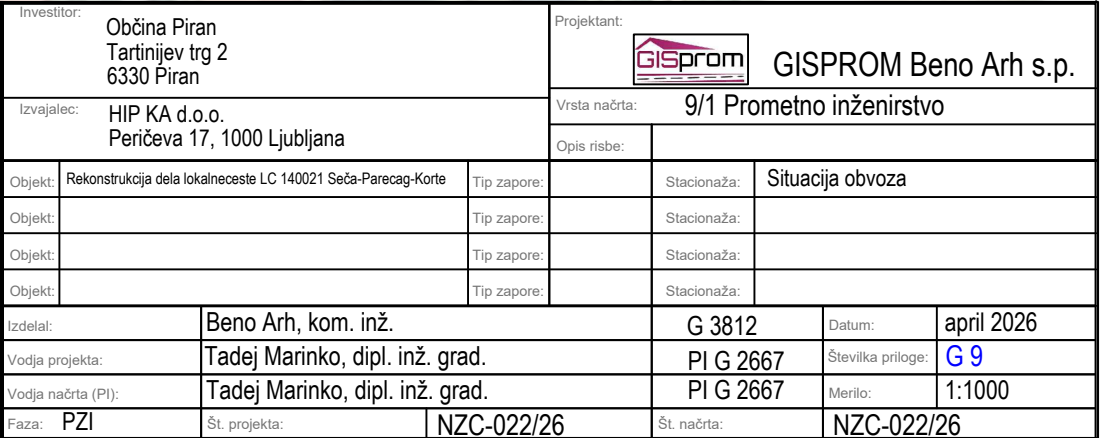 Investitor:
Občina Piran
Tartinijev trg 2
6330 Piran
Projektant:
GISprom
GISPROM Beno Arh s.p.
Izvajalec:
HIP KA d.o.o.
Peričeva 17, 1000 Ljubljana
Vrsta načrta: 9/1 Prometno inženirstvo
Opis risbe:
Objekt: Rekonstrukcija dela lokalneceste LC 140021 Seča-Parecag-Korte Tip zapore: Stacionaža: Situacija obvoza
Objekt: Tip zapore: Stacionaža:
Objekt: Tip zapore: Stacionaža:
Objekt: Tip zapore: Stacionaža:
Izdelal: Beno Arh, kom. inž. G 3812 Datum: april 2026
Vodja projekta: Tadej Marinko, dipl. inž. grad. PI G 2667 Številka priloge: G 9
Vodja načrta (PI): Tadej Marinko, dipl. inž. grad. PI G 2667 Merilo: 1:1000
Faza: PZI Št. projekta: NZC-022/26 Št. načrta: NZC-022/26